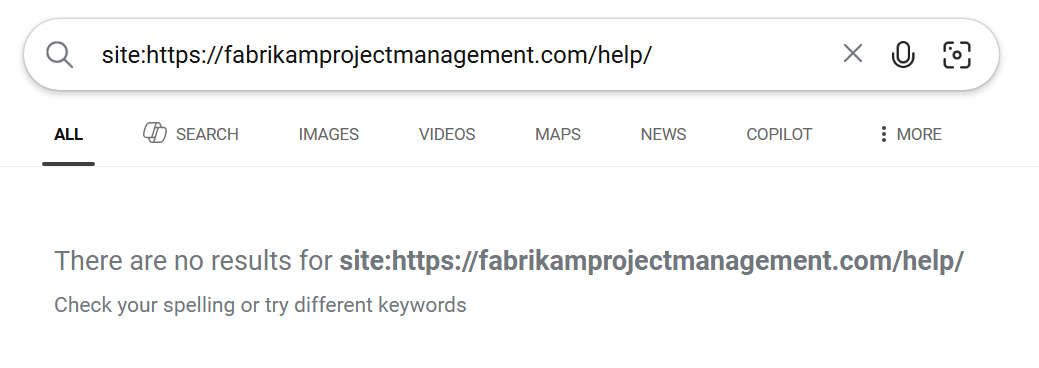 site:https://fabrikamprojectmanagement.com/help/
ALL SEARCH IMAGES VIDEOS MAPS NEWS COPILOT MORE
There are no results for site:https://fabrikamprojectmanagement.com/help/
Check your spelling or try different keywords